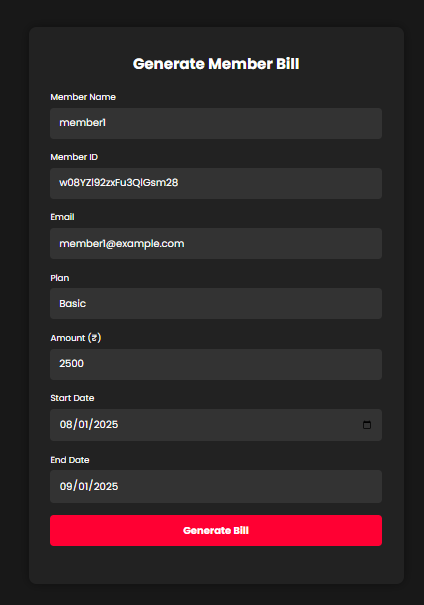 Generate Member Bill
Member Name
member1
Member ID
w08YZl92zxFu3QlGsm28
Email
member1@example.com
Plan
Basic
Amount (₹)
2500
Start Date
08/01/2025
End Date
09/01/2025
Generate Bill